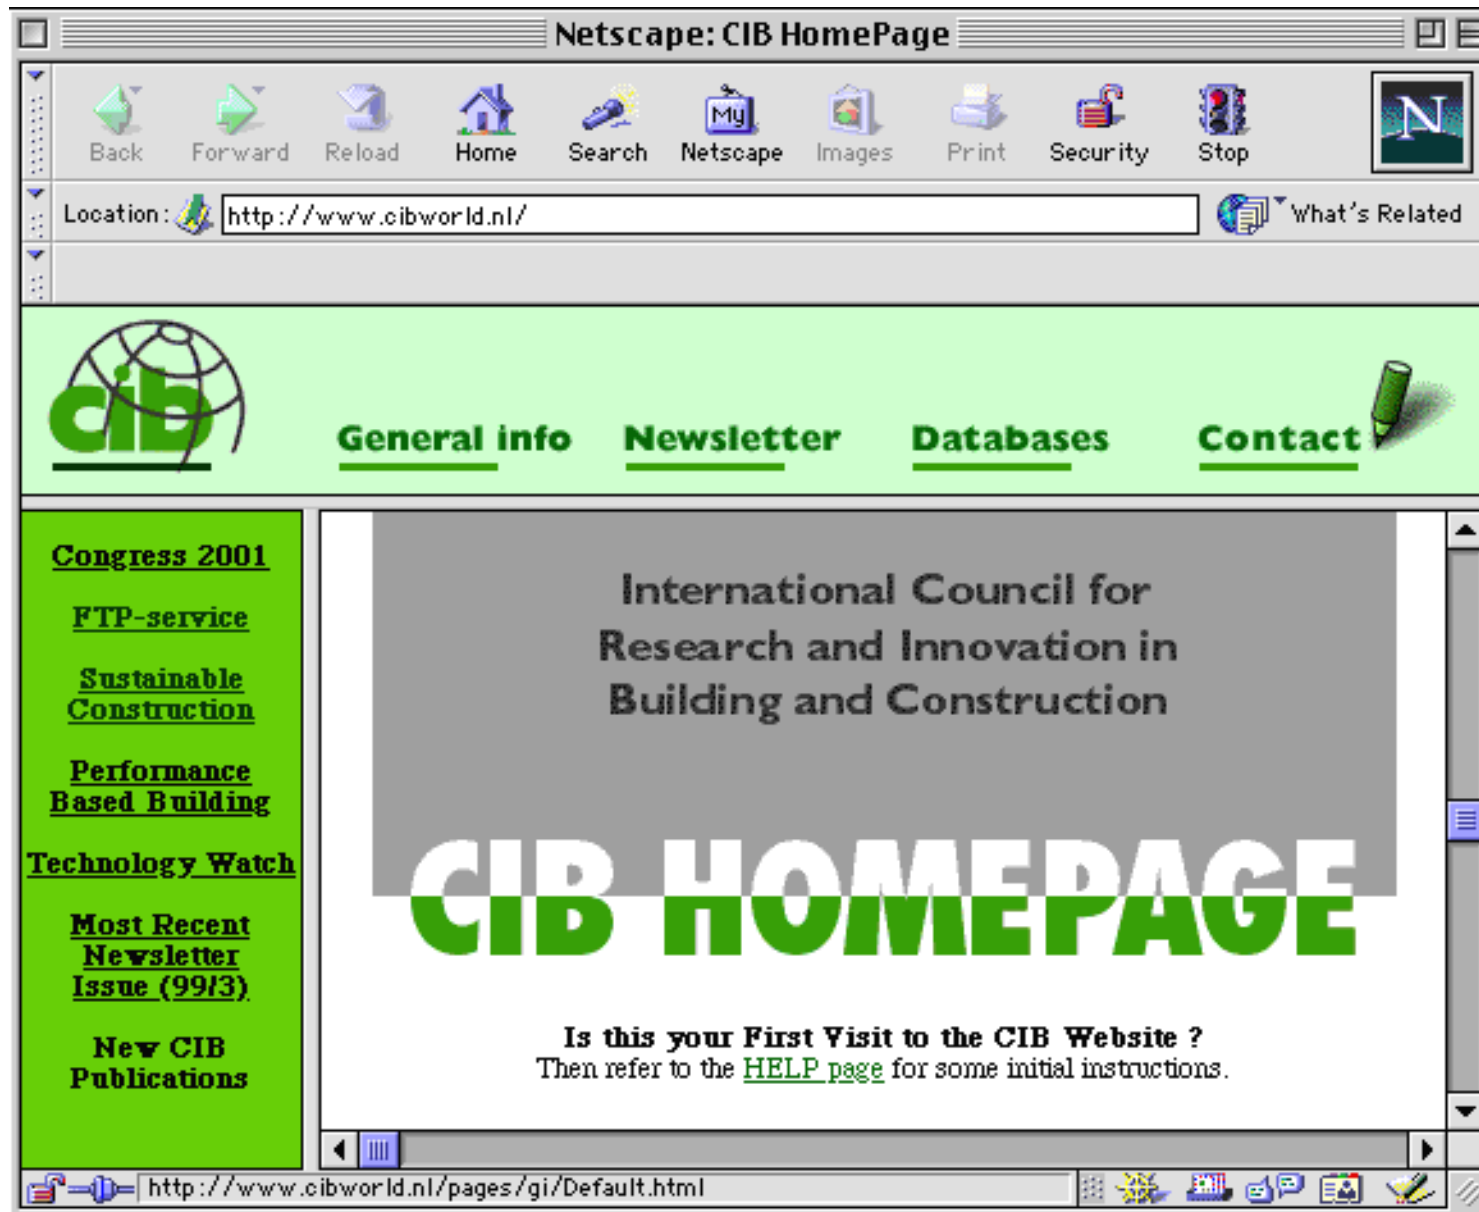 Netscape: CIB HomePage
Back Forward Reload Home Search Netscape Images Print Security Stop
My
N
Location: http://www.cibworld.nl/ What's Related
cib
General info Newsletter Databases Contact
Congress 2001
FTP-service
Sustainable
Construction
Performance
Based Building
Technology Watch
Most Recent
Newsletter
Issue (99/3)
New CIB
Publications
International Council for
Research and Innovation in
Building and Construction
CIB HOMEPAGE
Is this your First Visit to the CIB Website ?
Then refer to the HELP page for some initial instructions.
http://www.cibworld.nl/pages/gi/Default.html